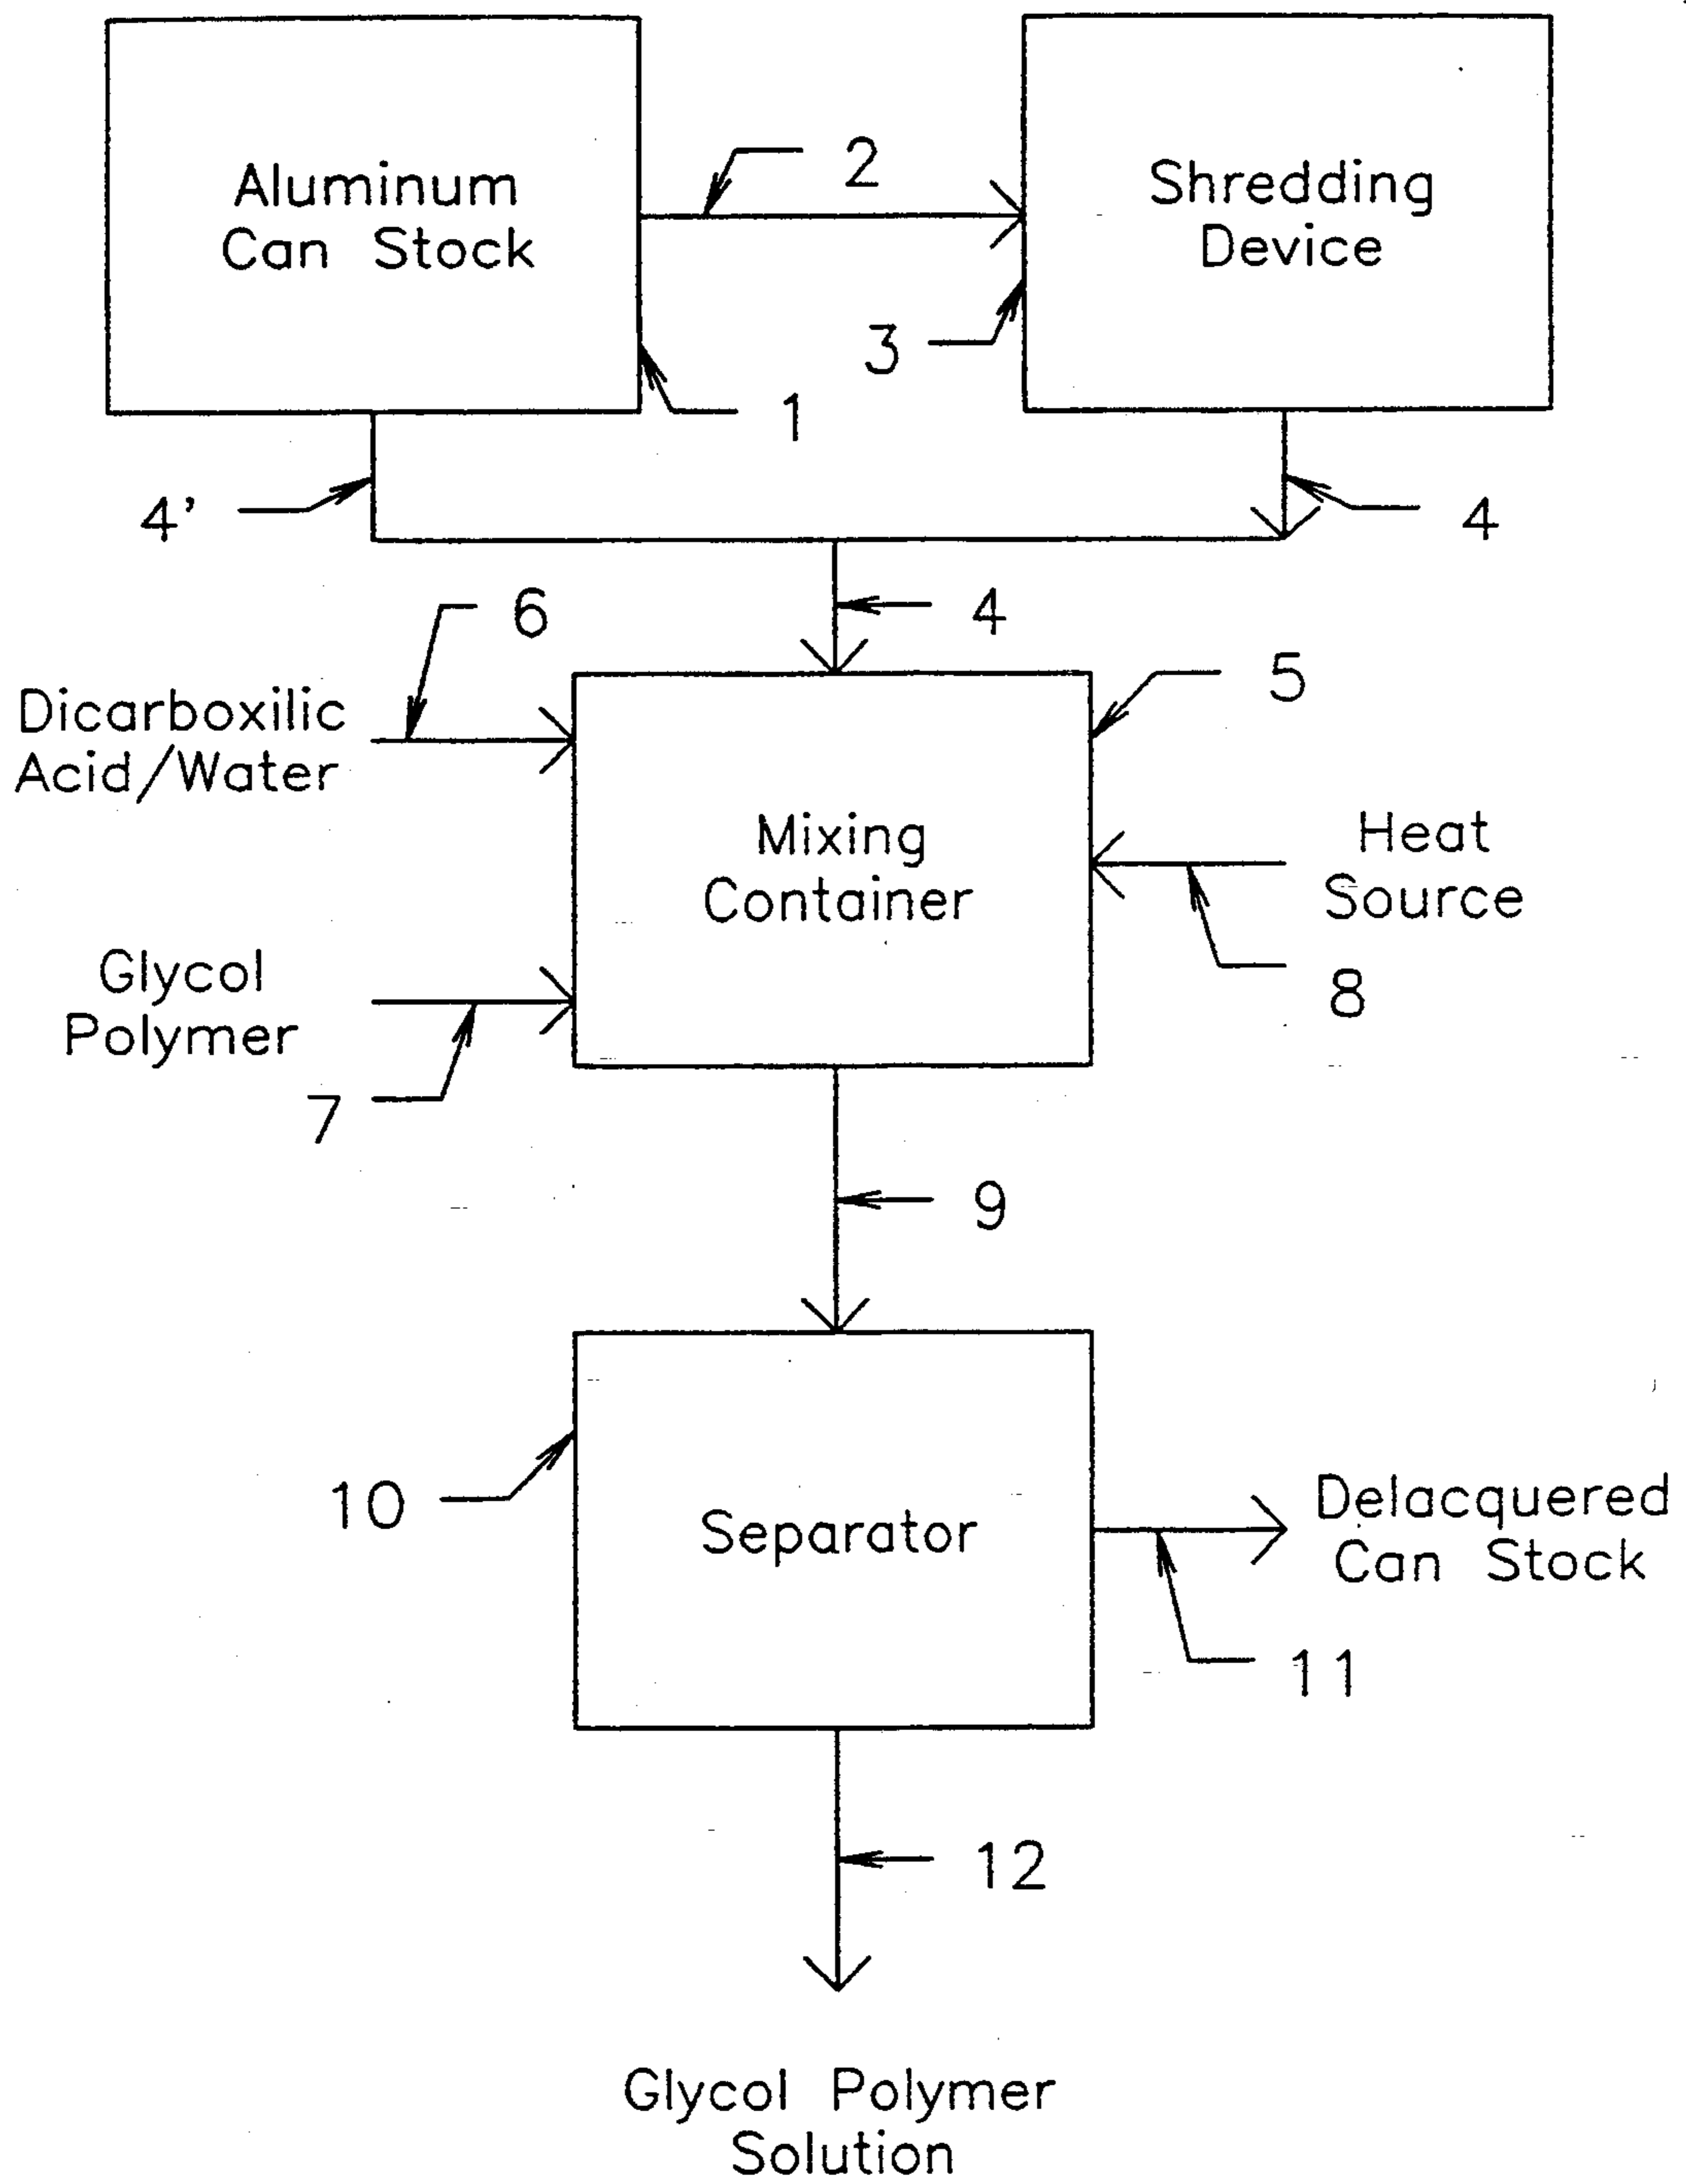 Aluminum
Can Stock
2
Shredding
Device
3
1
4'
4
6
4
5
Dicarboxilic
Acid/Water
Mixing
Container
Heat
Source
Glycol
Polymer
8
7
9
10
Separator
Delacquered
Can Stock
11
12
Glycol Polymer
Solution